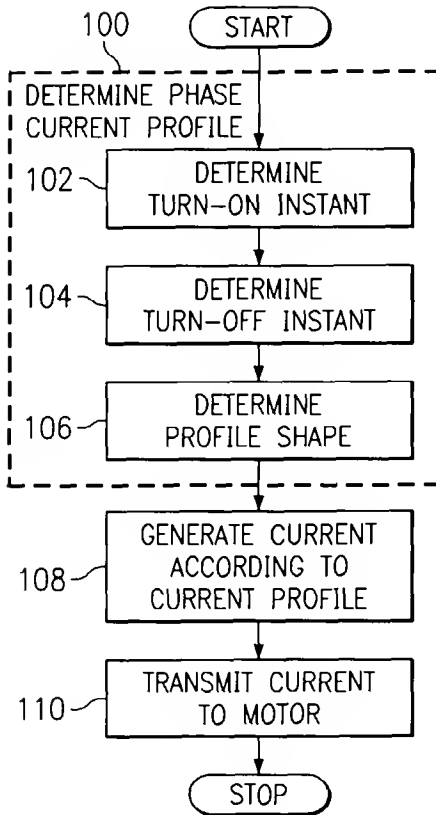 100
START
DETERMINE PHASE
CURRENT PROFILE
102
DETERMINE
TURN-ON INSTANT
104
DETERMINE
TURN-OFF INSTANT
106
DETERMINE
PROFILE SHAPE
108
GENERATE CURRENT
ACCORDING TO
CURRENT PROFILE
110
TRANSMIT CURRENT
TO MOTOR
STOP